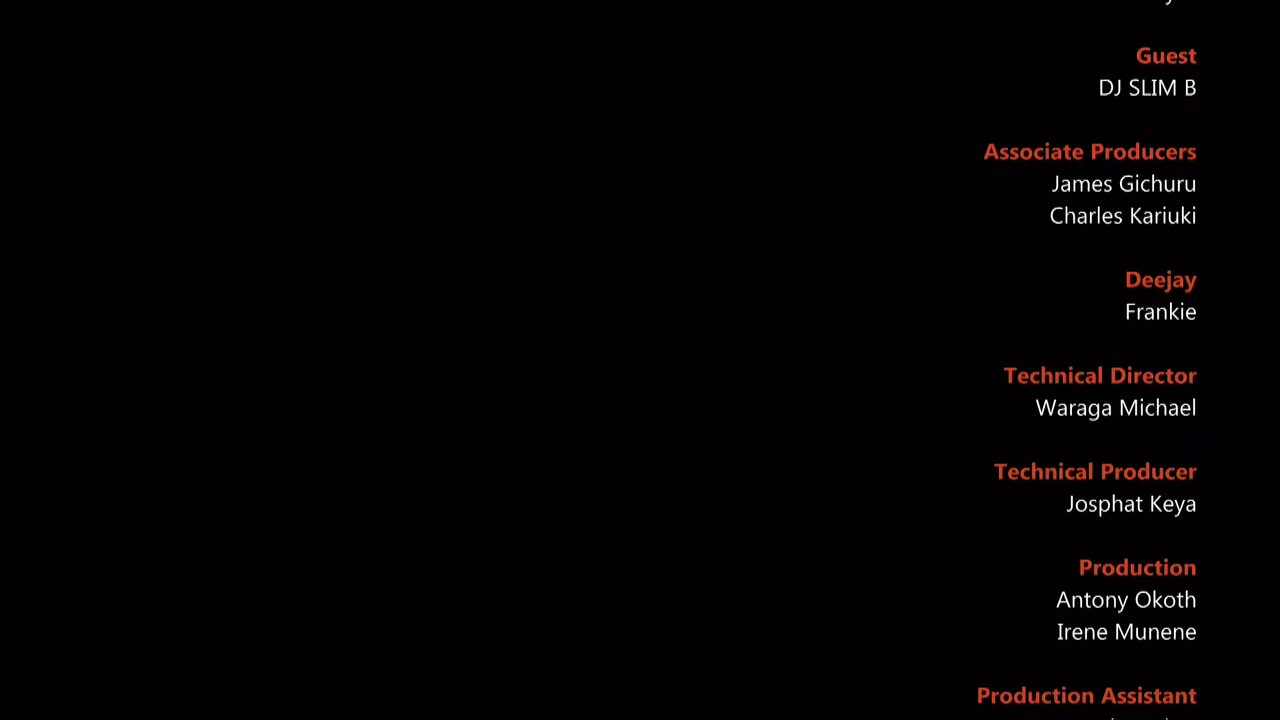 Guest
DJ SLIM B
Associate Producers
James Gichuru
Charles Kariuki
Deejay
Frankie
Technical Director
Waraga Michael
Technical Producer
Josphat Keya
Production
Antony Okoth
Irene Munene
Production Assistant